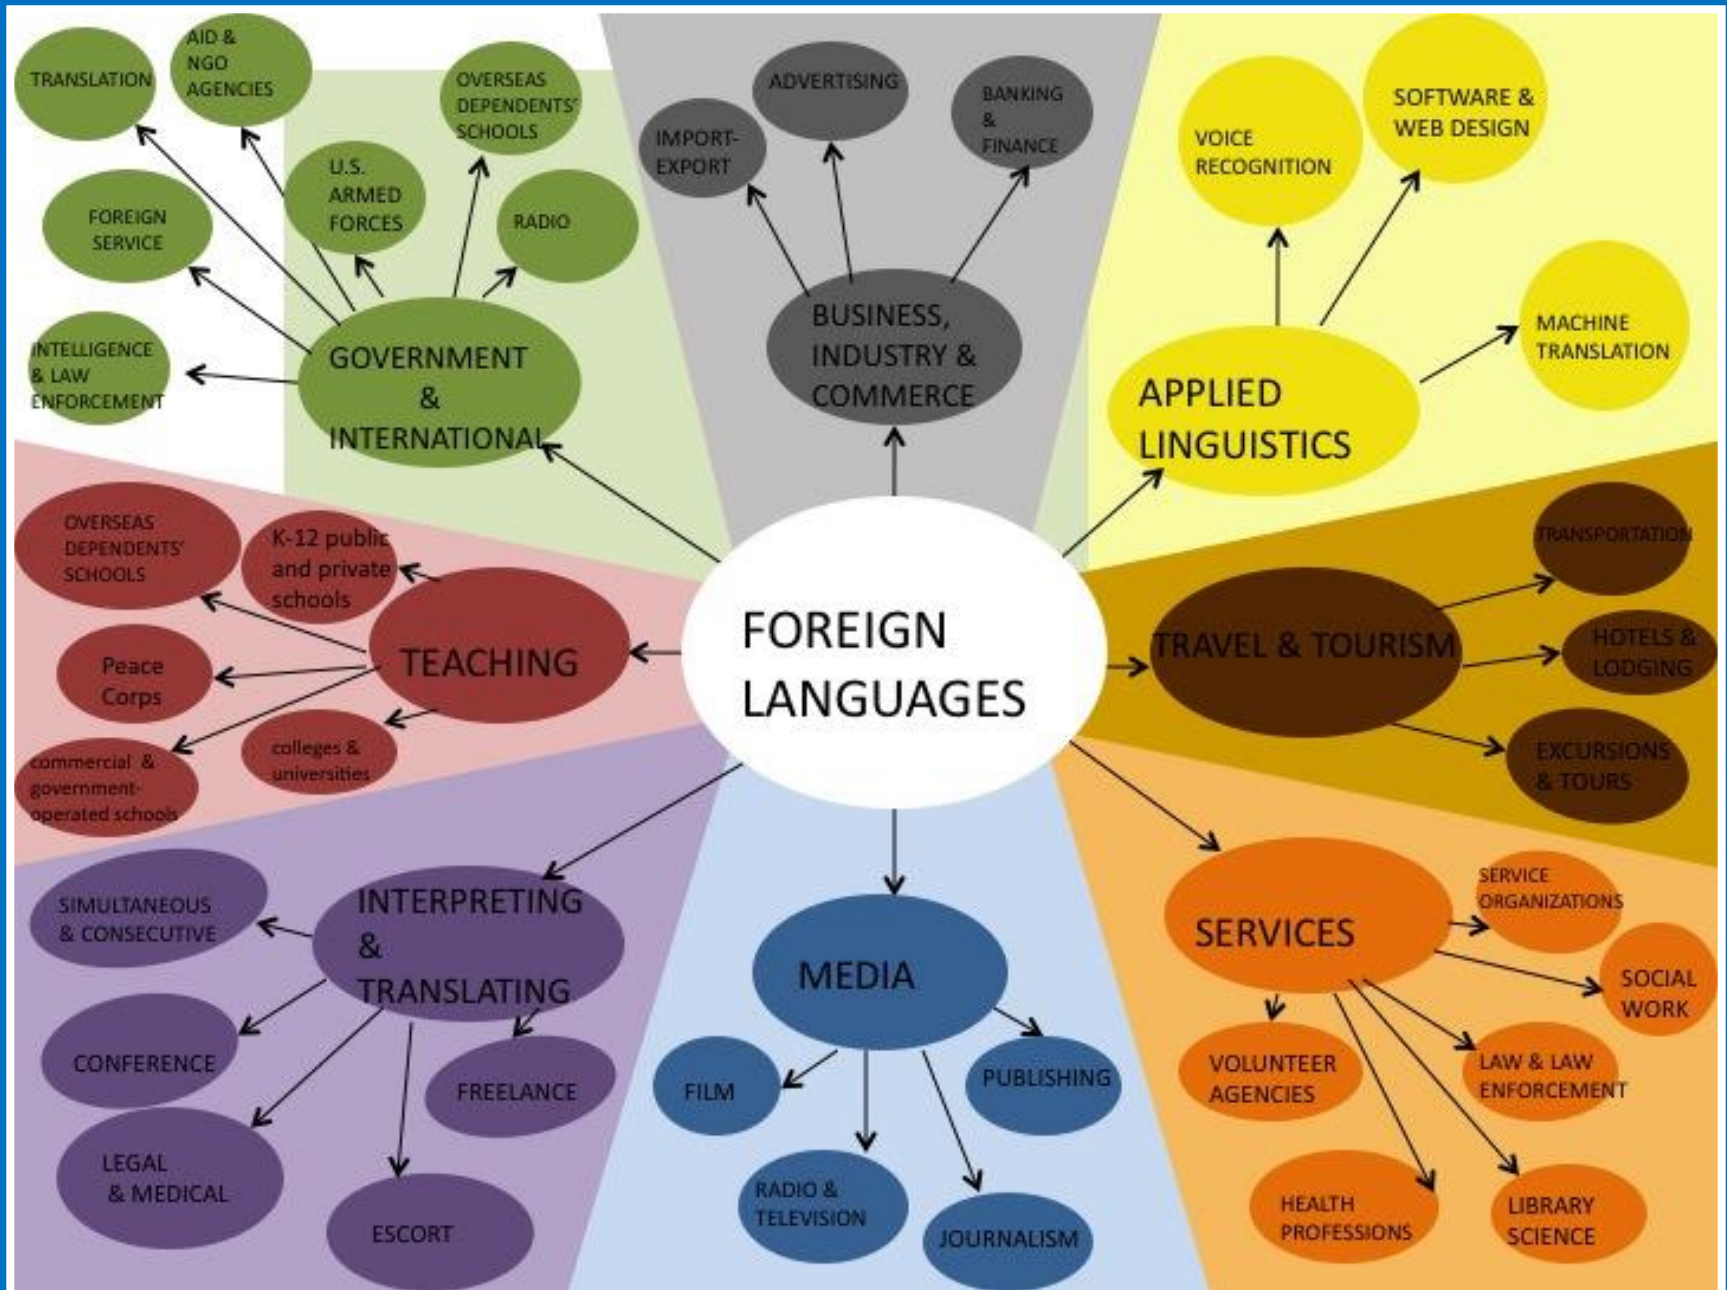 TRANSLATION
AID &
NGO
AGENCIES
OVERSEAS
DEPENDENTS'
SCHOOLS
U.S.
ARMED
FORCES
FOREIGN
SERVICE
RADIO
INTELLIGENCE
& LAW
ENFORCEMENT
GOVERNMENT
&
INTERNATIONAL
IMPORT-
EXPORT
ADVERTISING
BANKING
&
FINANCE
BUSINESS,
INDUSTRY &
COMMERCE
VOICE
RECOGNITION
SOFTWARE &
WEB DESIGN
MACHINE
TRANSLATION
APPLIED
LINGUISTICS
FOREIGN
LANGUAGES
OVERSEAS
DEPENDENTS'
SCHOOLS
K-12 public
and private
schools
Peace
Corps
TEACHING
commercial &
government-
operated schools
colleges &
universities
TRAVEL & TOURISM
TRANSPORTATION
HOTELS &
LODGING
EXCURSIONS
& TOURS
INTERPRETING
&
TRANSLATING
SIMULTANEOUS
& CONSECUTIVE
CONFERENCE
LEGAL
& MEDICAL
ESCORT
FREELANCE
MEDIA
FILM
RADIO &
TELEVISION
JOURNALISM
PUBLISHING
SERVICES
SERVICE
ORGANIZATIONS
SOCIAL
WORK
VOLUNTEER
AGENCIES
LAW & LAW
ENFORCEMENT
HEALTH
PROFESSIONS
LIBRARY
SCIENCE